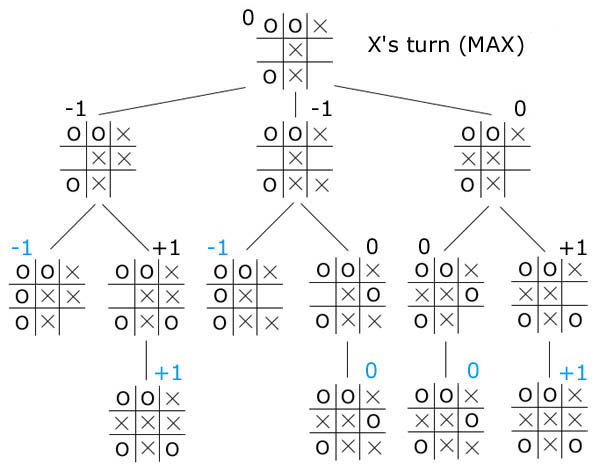 0 O O ×
X's turn (MAX)
×
O ×
-1 -1 0
O O × O O × O O ×
× × × × ×
O × O × × O ×
-1 +1 -1 0 0 +1
O O × O O × O O × O O × O O × O O ×
O × × × × O × × O × × O × ×
O × O × O O × × O × × O × O × O
+1 0 0 +1
O O × O O × O O × O O ×
× × × × × O × × O × × ×
O × O O × × O × × O × O